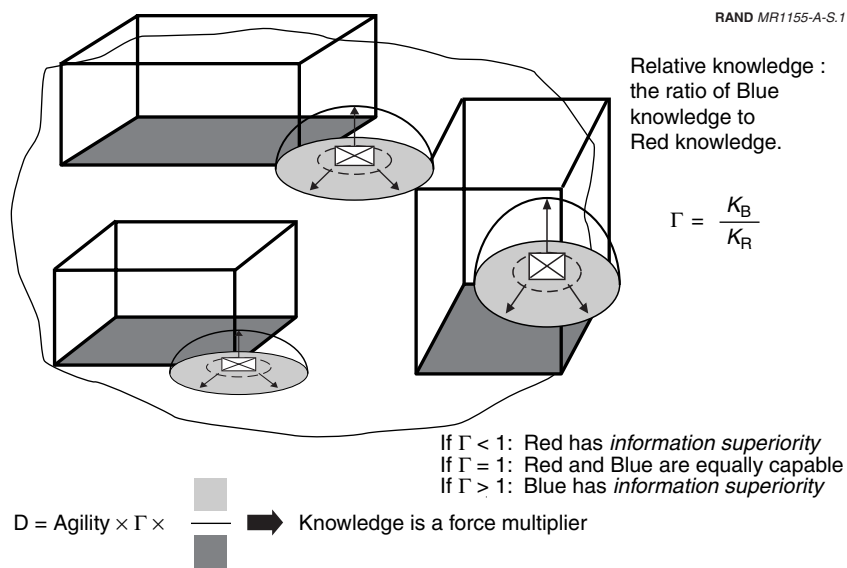 RAND MR1155-A-S.1
Relative knowledge :
the ratio of Blue
knowledge to
Red knowledge.
Γ = K_B / K_R
If Γ < 1: Red has information superiority
If Γ = 1: Red and Blue are equally capable
If Γ > 1: Blue has information superiority
D = Agility × Γ × Knowledge is a force multiplier